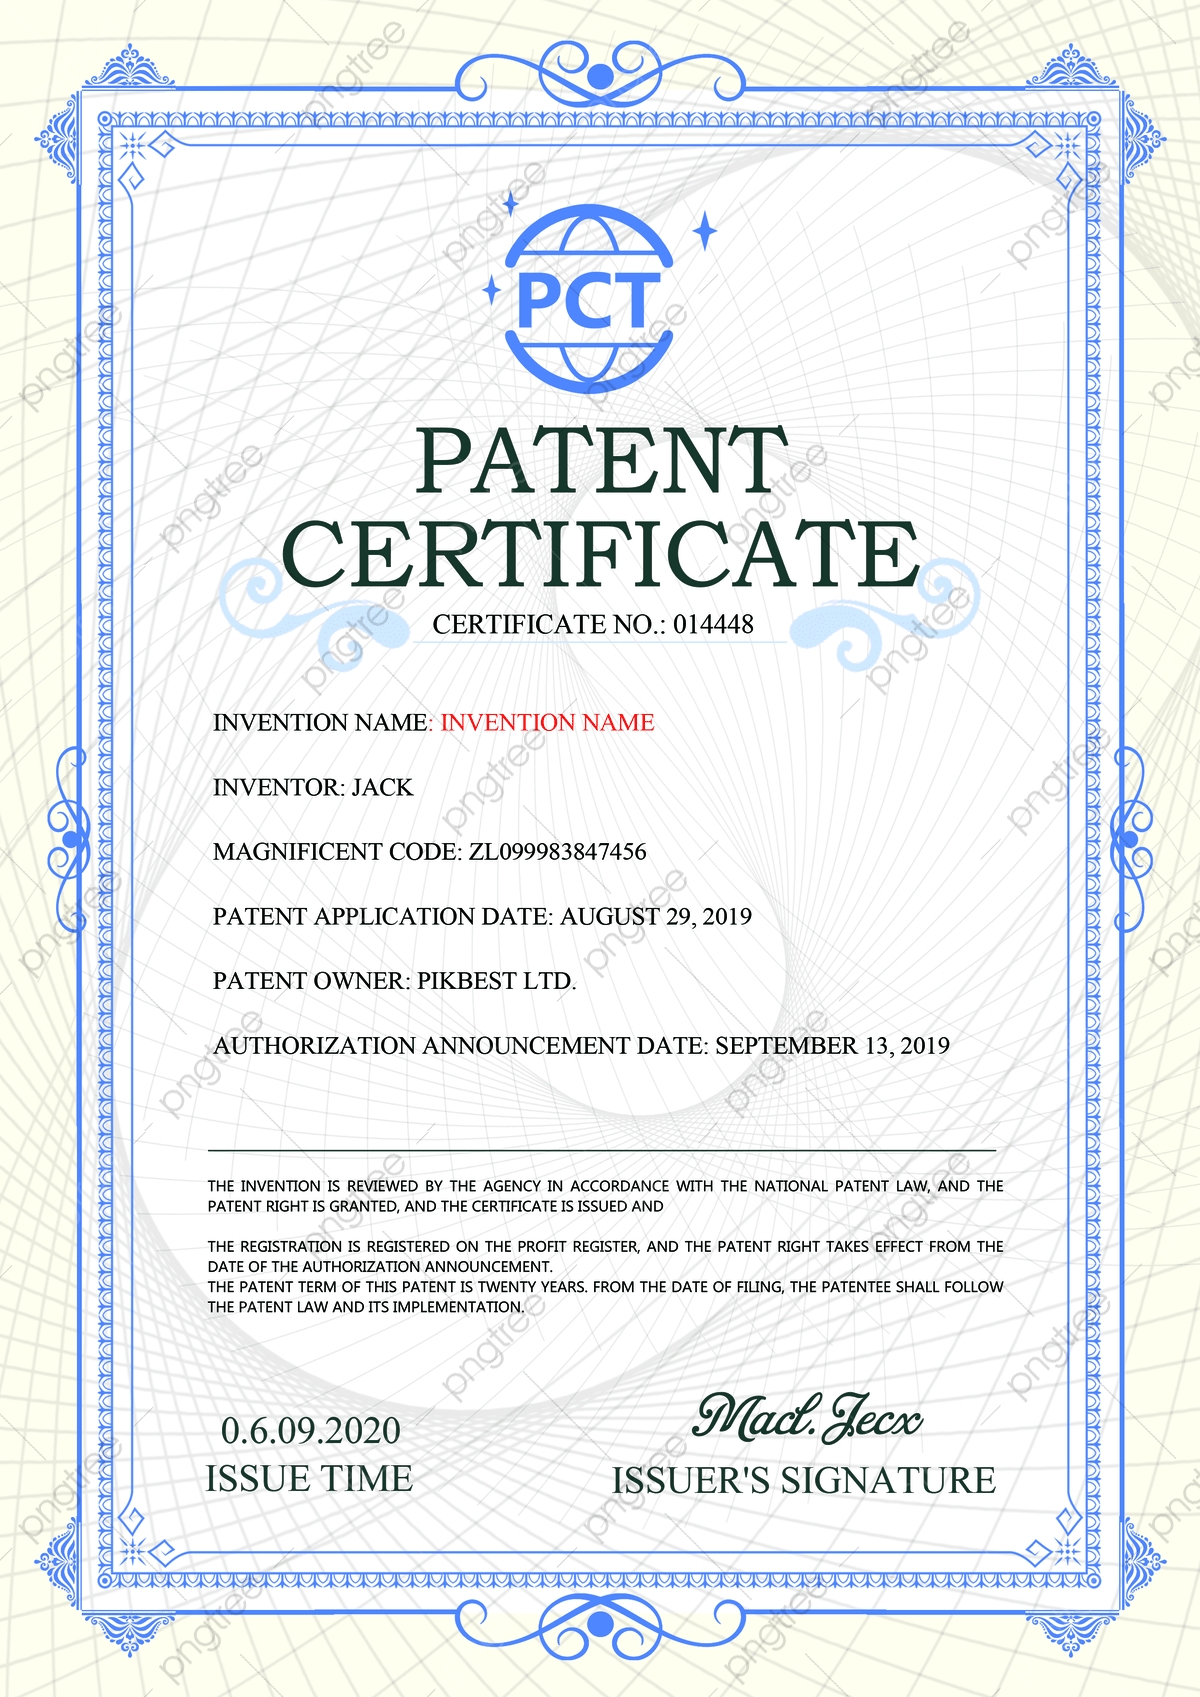 PCT
PATENT
CERTIFICATE
CERTIFICATE NO.: 014448
INVENTION NAME: INVENTION NAME
INVENTOR: JACK
MAGNIFICENT CODE: ZL099983847456
PATENT APPLICATION DATE: AUGUST 29, 2019
PATENT OWNER: PIKBEST LTD.
AUTHORIZATION ANNOUNCEMENT DATE: SEPTEMBER 13, 2019
THE INVENTION IS REVIEWED BY THE AGENCY IN ACCORDANCE WITH THE NATIONAL PATENT LAW, AND THE
PATENT RIGHT IS GRANTED, AND THE CERTIFICATE IS ISSUED AND
THE REGISTRATION IS REGISTERED ON THE PROFIT REGISTER, AND THE PATENT RIGHT TAKES EFFECT FROM THE
DATE OF THE AUTHORIZATION ANNOUNCEMENT.
THE PATENT TERM OF THIS PATENT IS TWENTY YEARS. FROM THE DATE OF FILING, THE PATENTEE SHALL FOLLOW
THE PATENT LAW AND ITS IMPLEMENTATION.
0.6.09.2020
ISSUE TIME
Macl. Jecx
ISSUER'S SIGNATURE
pngtree